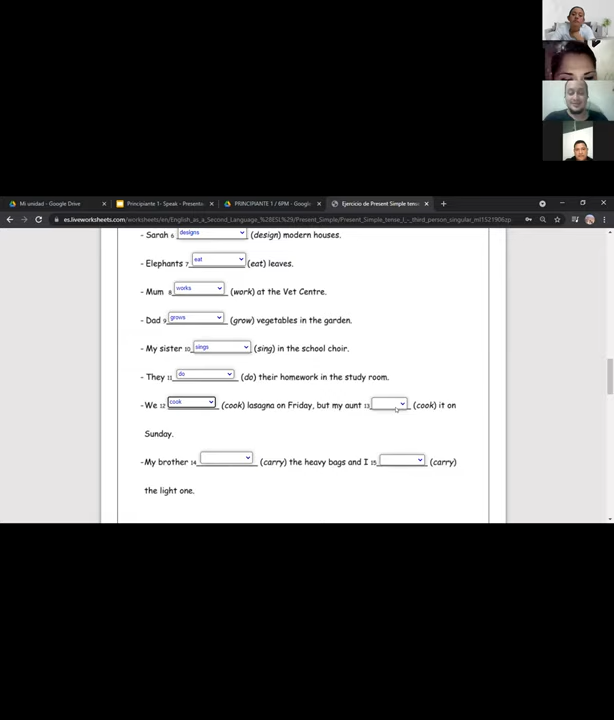 Mi unidad - Google Drive
Principiante 1- Speak - Presento
PRINCIPIANTE 1 / 6PM - Google
Ejercicio de Present Simple ten
es.liveworksheets.com/worksheets/en/English_as_a_Second_Language_%28ESL%29/Present_Simple/Present_Simple_tense_I_-_third_person_singular_ml1521906zp
- Sarah 6 designs (design) modern houses.
- Elephants 7 eat (eat) leaves.
- Mum 8 works (work) at the Vet Centre.
- Dad 9 grows (grow) vegetables in the garden.
- My sister 10 sings (sing) in the school choir.
- They 11 do (do) their homework in the study room.
- We 12 cook (cook) lasagna on Friday, but my aunt 13 (cook) it on
Sunday.
- My brother 14 (carry) the heavy bags and I 15 (carry)
the light one.